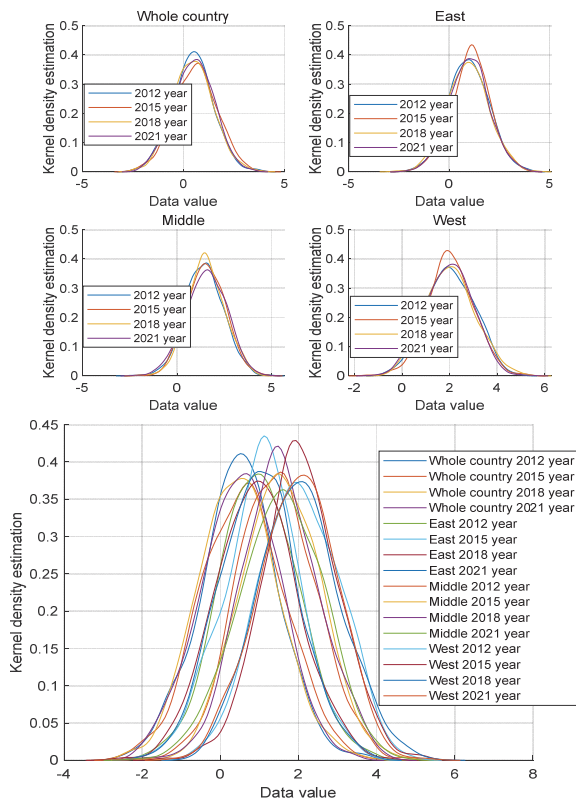 Whole country
Kernel density estimation
0.5
0.4
0.3
0.2
0.1
0
2012 year
2015 year
2018 year
2021 year
-5
0
5
Data value
East
Kernel density estimation
0.5
0.4
0.3
0.2
0.1
0
2012 year
2015 year
2018 year
2021 year
-5
0
5
Data value
Middle
Kernel density estimation
0.5
0.4
0.3
0.2
0.1
0
2012 year
2015 year
2018 year
2021 year
-5
0
5
Data value
West
Kernel density estimation
0.5
0.4
0.3
0.2
0.1
0
2012 year
2015 year
2018 year
2021 year
-2
0
2
4
6
Data value
Kernel density estimation
0.45
0.4
0.35
0.3
0.25
0.2
0.15
0.1
0.05
0
Whole country 2012 year
Whole country 2015 year
Whole country 2018 year
Whole country 2021 year
East 2012 year
East 2015 year
East 2018 year
East 2021 year
Middle 2012 year
Middle 2015 year
Middle 2018 year
Middle 2021 year
West 2012 year
West 2015 year
West 2018 year
West 2021 year
-4
-2
0
2
4
6
8
Data value